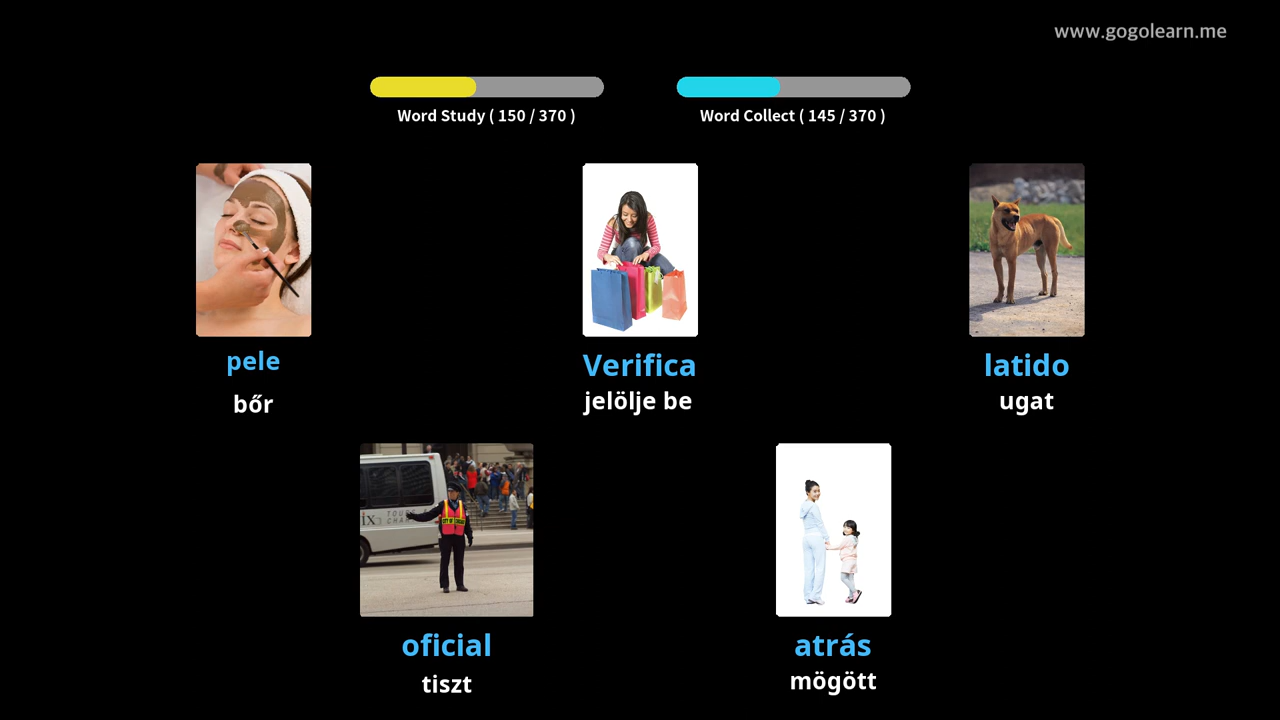 www.gogolearn.me
Word Study ( 150 / 370 )
Word Collect ( 145 / 370 )
pele
bőr
Verifica
jelölje be
latido
ugat
oficial
tiszt
atrás
mögött